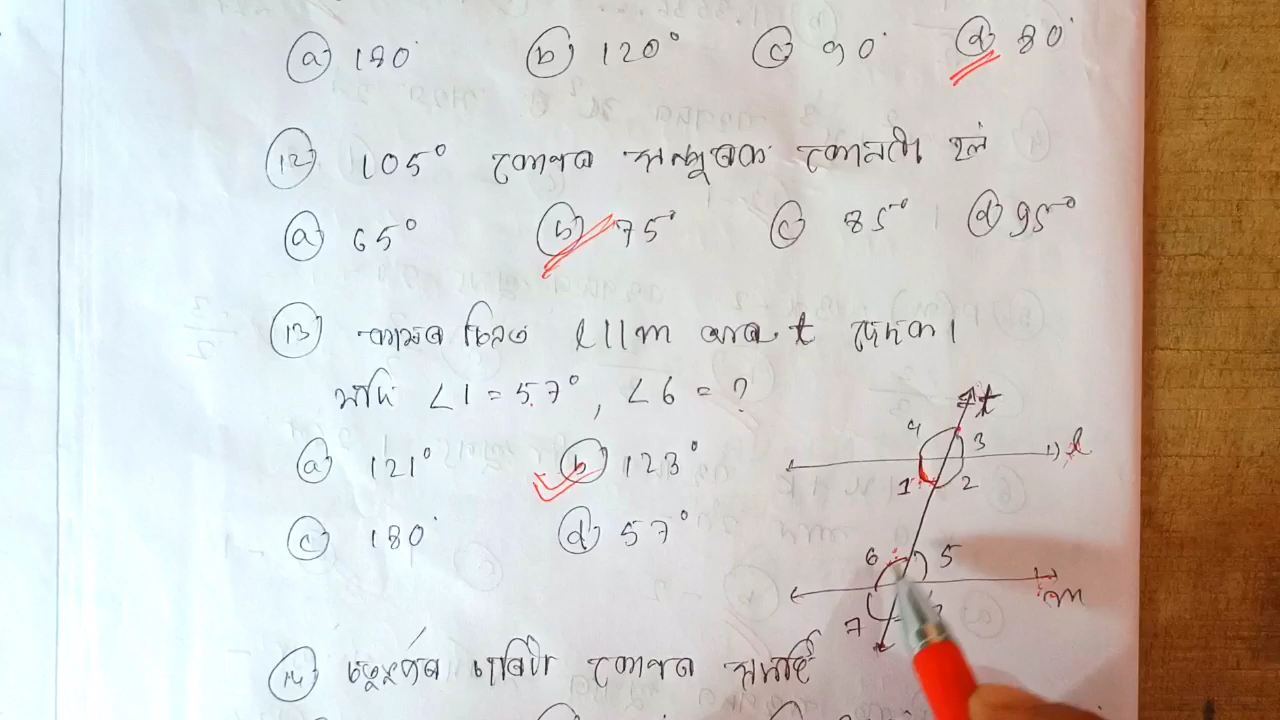 (a) 180° (b) 120° (c) 90° (d) 80°
(12) 105° কোণৰ সম্পূৰক কোণটো হ'ল
(a) 65° (b) 75° (c) 85° (d) 95°
(13) কাষৰ চিত্ৰত l||m আৰু t ছেদক।
যদি ∠1 = 57°, ∠6 = ?
(a) 121° (b) 123°
(c) 180° (d) 57°
t
4 3 l
1 2
6 5
m
7
(14) চতুৰ্ভূজৰ চাৰিটা কোণৰ সমষ্টি